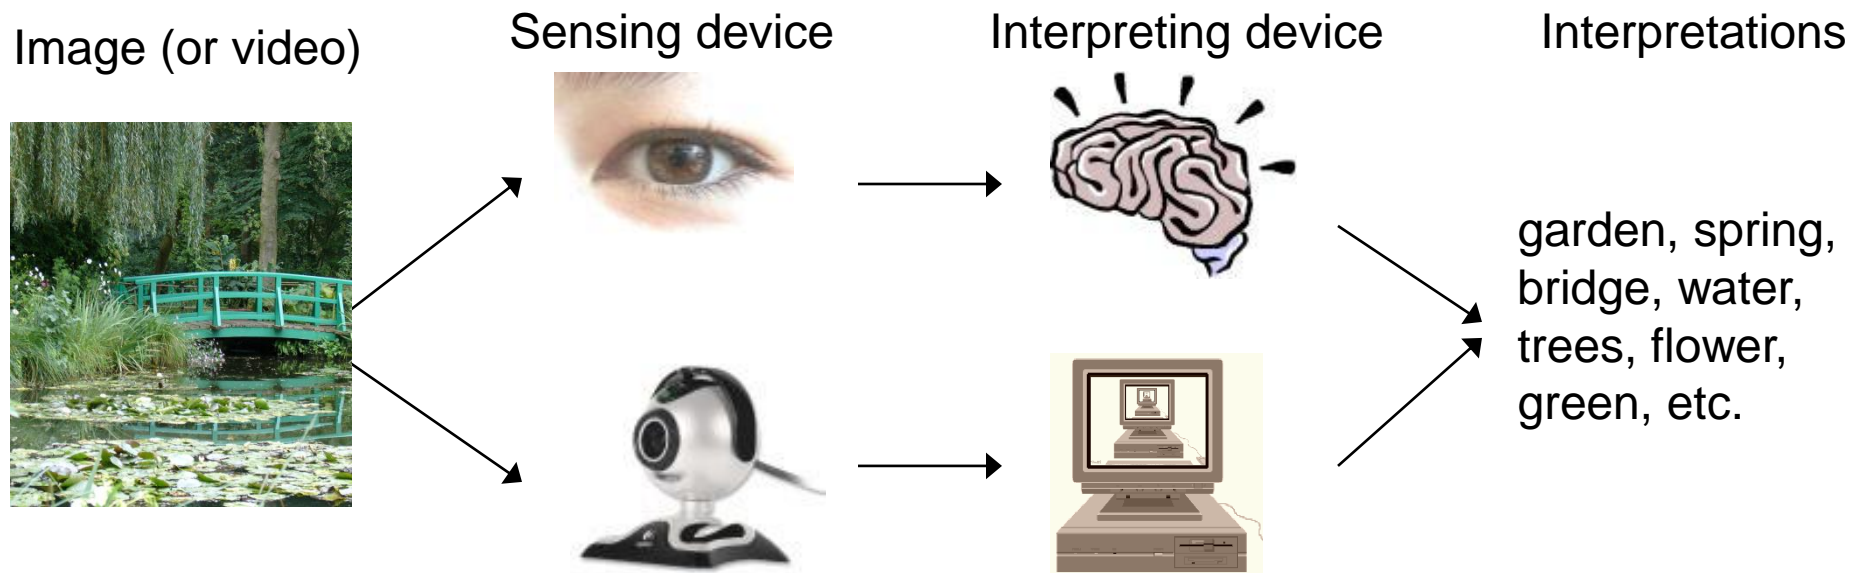 Image (or video)
Sensing device
Interpreting device
Interpretations
garden, spring,
bridge, water,
trees, flower,
green, etc.